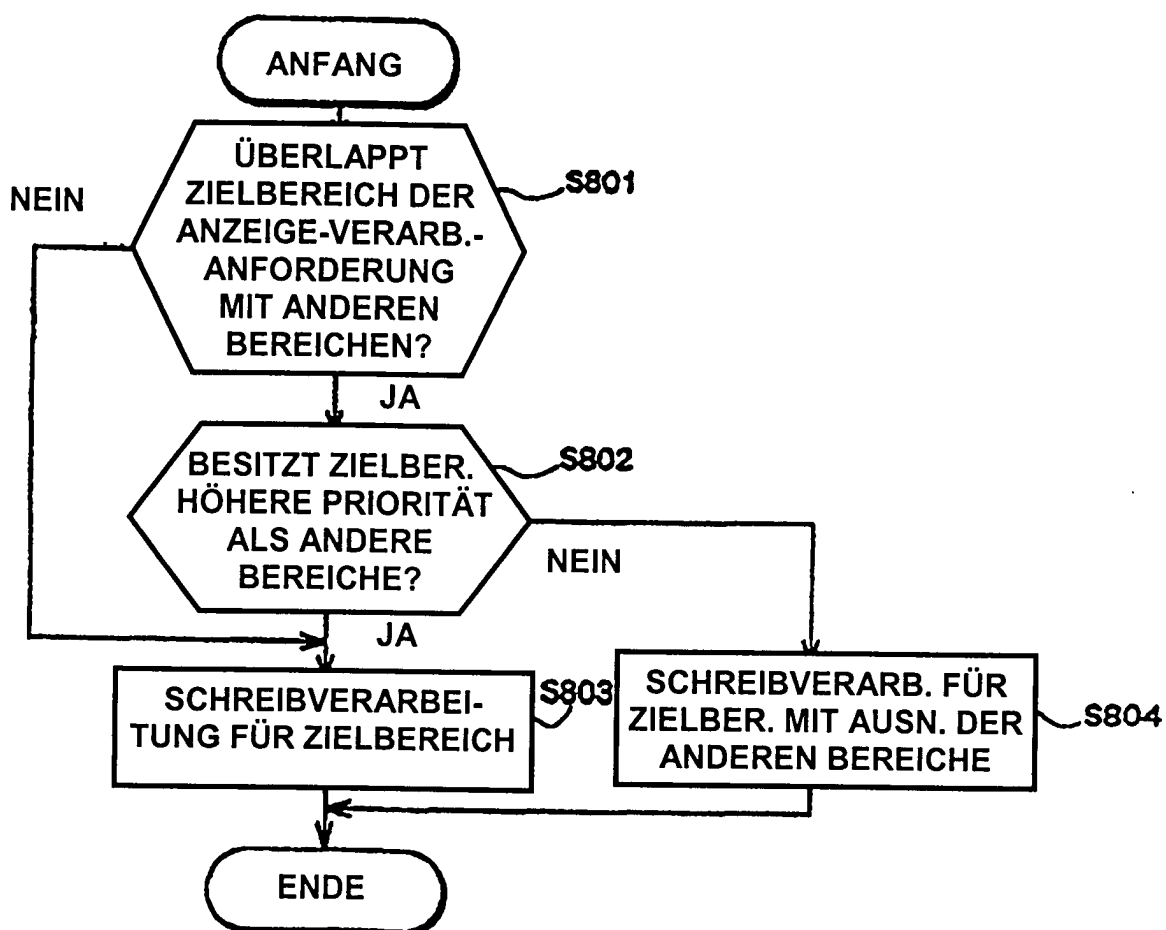 ANFANG
ÜBERLAPPT
ZIELBEREICH DER
ANZEIGE-VERARB.-
ANFORDERUNG
MIT ANDEREN
BEREICHEN?
S801
NEIN
JA
BESITZT ZIELBER.
HÖHERE PRIORITÄT
ALS ANDERE
BEREICHE?
S802
NEIN
JA
SCHREIBVERARBEI-
TUNG FÜR ZIELBEREICH
S803
SCHREIBVERARB. FÜR
ZIELBER. MIT AUSN. DER
ANDEREN BEREICHE
S804
ENDE